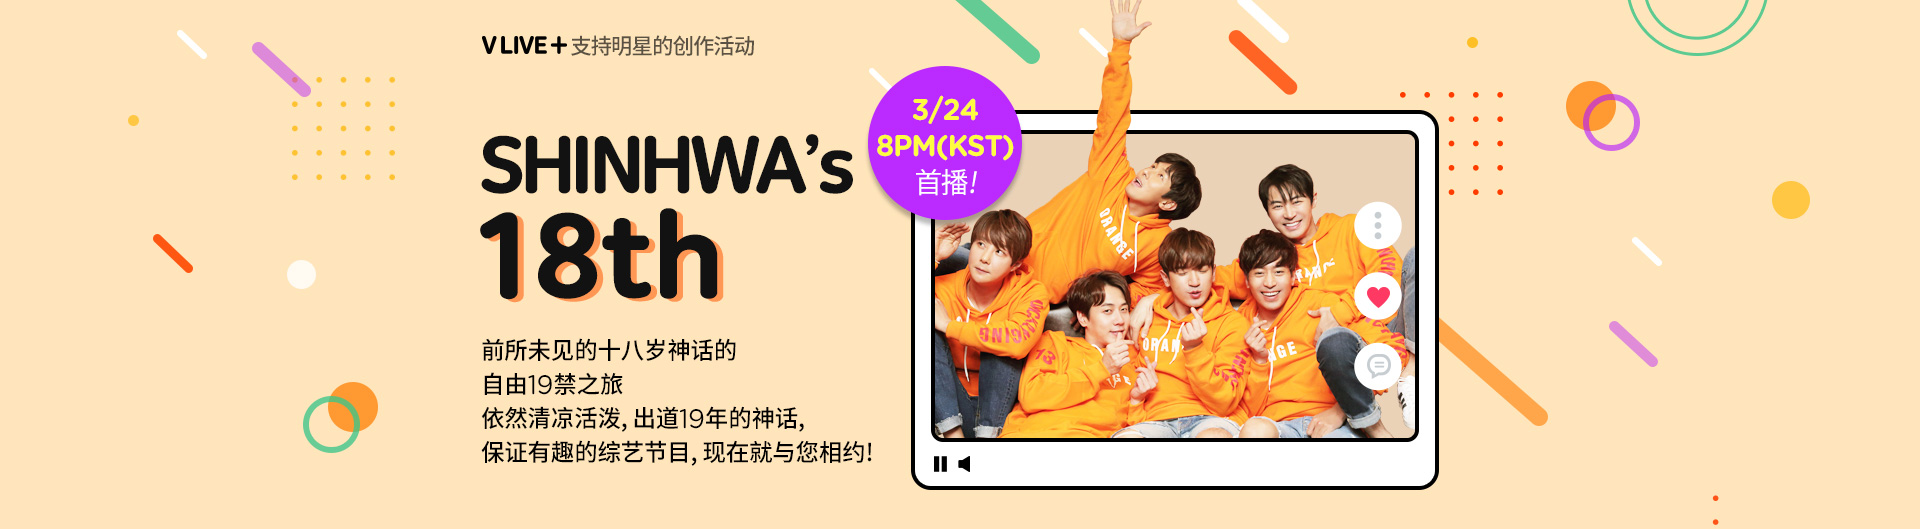 V LIVE+ 支持明星的创作活动
SHINHWA's
18th
前所未见的十八岁神话的
自由19禁之旅
依然清凉活泼, 出道19年的神话,
保证有趣的综艺节目, 现在就与您相约!
3/24
8PM(KST)
首播!
ORANGE